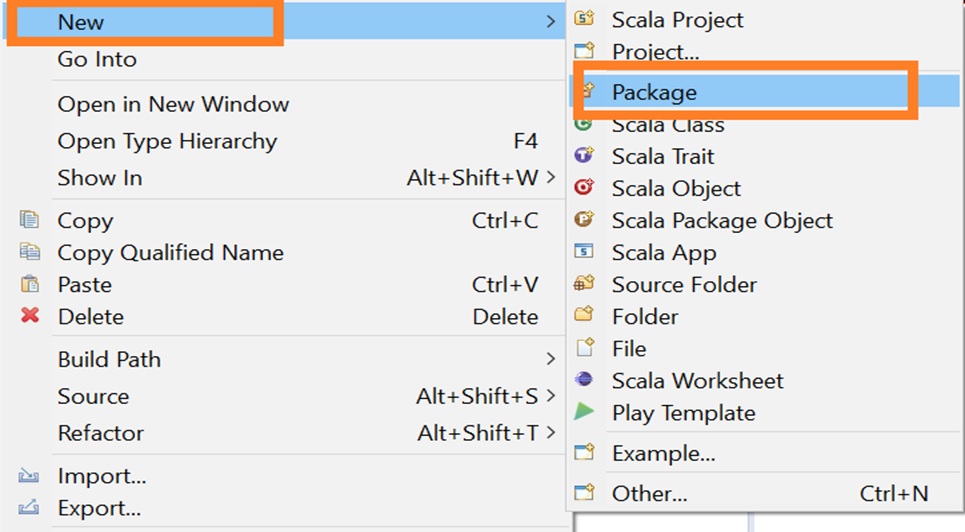 New >
Go Into
Open in New Window
Open Type Hierarchy F4
Show In Alt+Shift+W >
Copy Ctrl+C
Copy Qualified Name
Paste Ctrl+V
Delete Delete
Build Path >
Source Alt+Shift+S >
Refactor Alt+Shift+T >
Import...
Export...
Scala Project
Project...
Package
Scala Class
Scala Trait
Scala Object
Scala Package Object
Scala App
Source Folder
Folder
File
Scala Worksheet
Play Template
Example...
Other... Ctrl+N